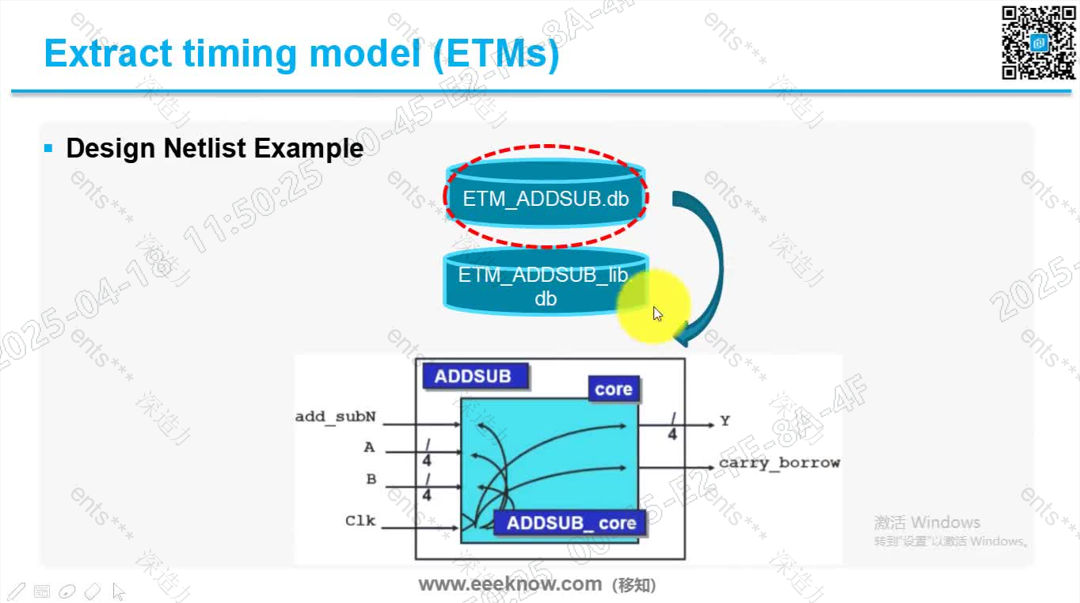 Extract timing model (ETMs)
Design Netlist Example
ETM_ADDSUB.db
ETM_ADDSUB_lib.
db
ADDSUB
core
add_subN
A
4
B
4
Clk
4
Y
carry_borrow
ADDSUB_ core
激活 Windows
转到"设置"以激活 Windows。
www.eeeknow.com（移知）
2025-04-18 11:50:25 00-45-E2-FE-8A-4F
ents***
深造力